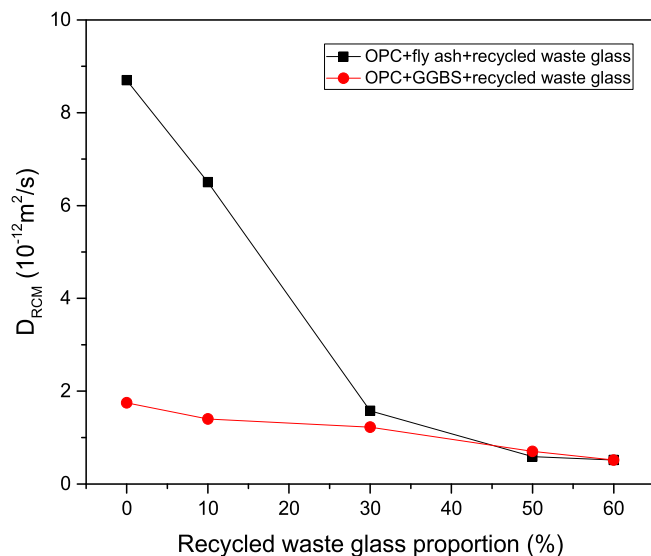 10
8
6
4
2
0
D_RCM (10^-12 m^2/s)
OPC+fly ash+recycled waste glass
OPC+GGBS+recycled waste glass
0 10 20 30 40 50 60
Recycled waste glass proportion (%)